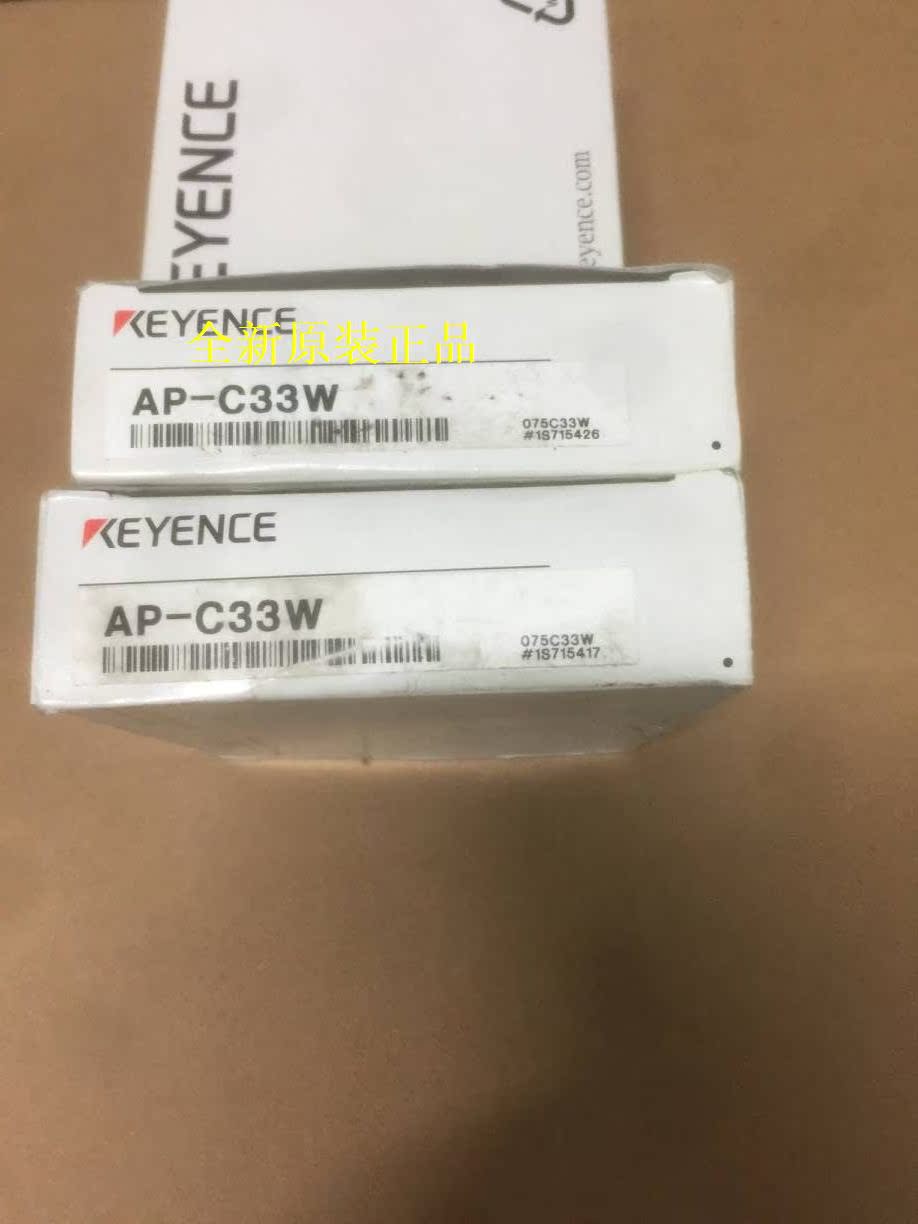 KEYENCE
eyence.com
KEYENCE
全新原装正品
AP-C33W
075C33W
#1S715426
KEYENCE
AP-C33W
075C33W
#1S715417